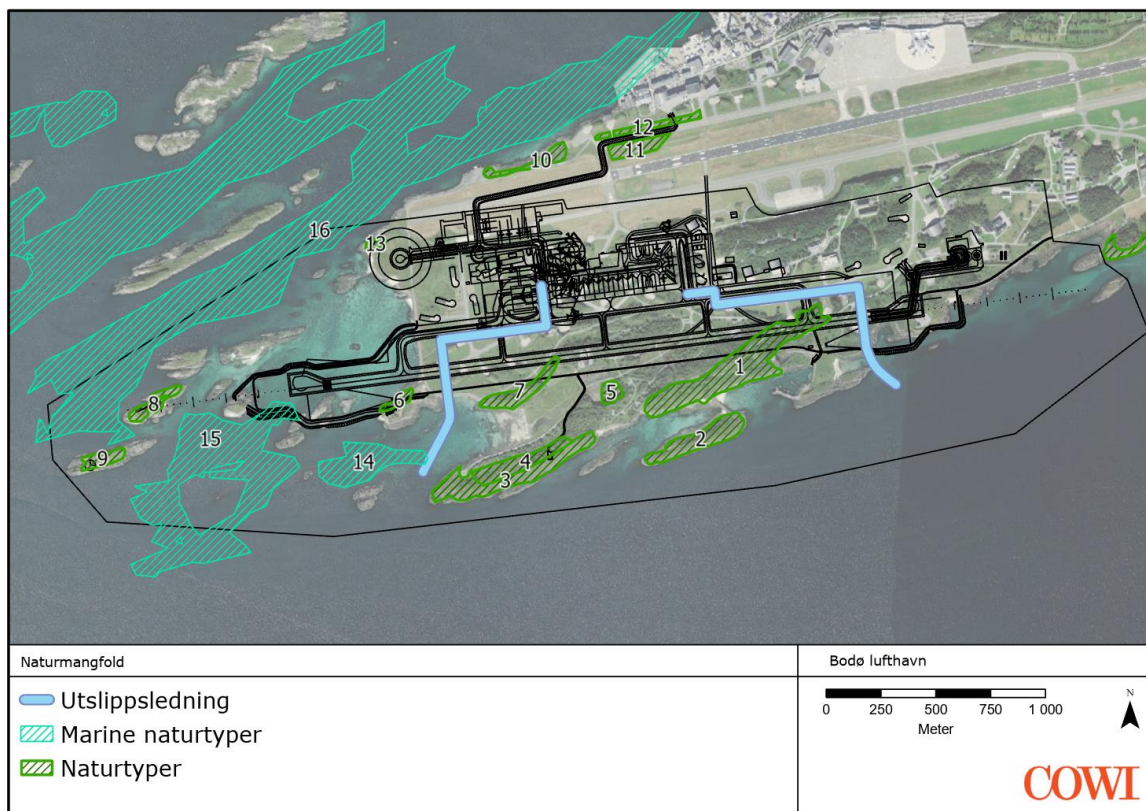 12
11
10
16
13
1
5
7
6
8
2
15
9
14
4
3
Naturmangfold
Bodø lufthavn
Utslippsledning
Marine naturtyper
Naturtyper
0 250 500 750 1 000
Meter
N
COWI